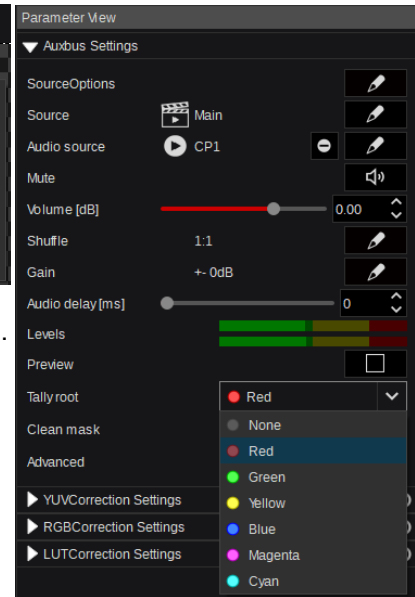 Parameter View
Auxbus Settings
SourceOptions
Source Main
Audio source CP1
Mute
Volume [dB] 0.00
Shuffle 1:1
Gain +- 0dB
Audio delay [ms] 0
Levels
Preview
Tally root Red
Clean mask None
Red
Advanced
Green
YUVCorrection Settings Yellow
RGBCorrection Settings Blue
LUTCorrection Settings Magenta
Cyan